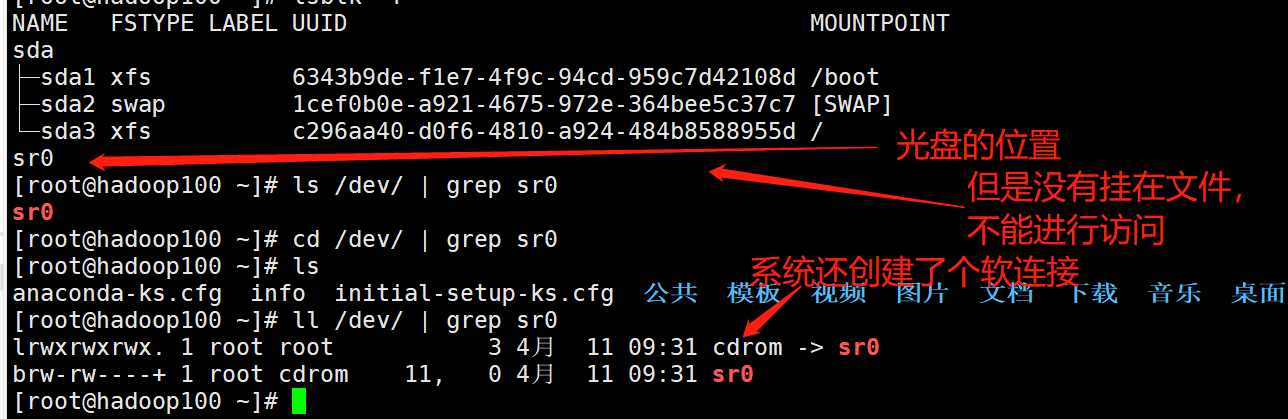 NAME   FSTYPE LABEL UUID                                 MOUNTPOINT
sda
├─sda1 xfs          6343b9de-f1e7-4f9c-94cd-959c7d42108d /boot
├─sda2 swap         1cef0b0e-a921-4675-972e-364bee5c37c7 [SWAP]
└─sda3 xfs          c296aa40-d0f6-4810-a924-484b8588955d /
sr0
光盘的位置
[root@hadoop100 ~]# ls /dev/ | grep sr0
但是没有挂在文件，
sr0
不能进行访问
[root@hadoop100 ~]# cd /dev/ | grep sr0
[root@hadoop100 ~]# ls
系统还创建了个软连接
anaconda-ks.cfg  info  initial-setup-ks.cfg  公共  模板  视频  图片  文档  下载  音乐  桌面
[root@hadoop100 ~]# ll /dev/ | grep sr0
lrwxrwxrwx. 1 root root           3 4月  11 09:31 cdrom -> sr0
brw-rw----+ 1 root cdrom    11,   0 4月  11 09:31 sr0
[root@hadoop100 ~]#